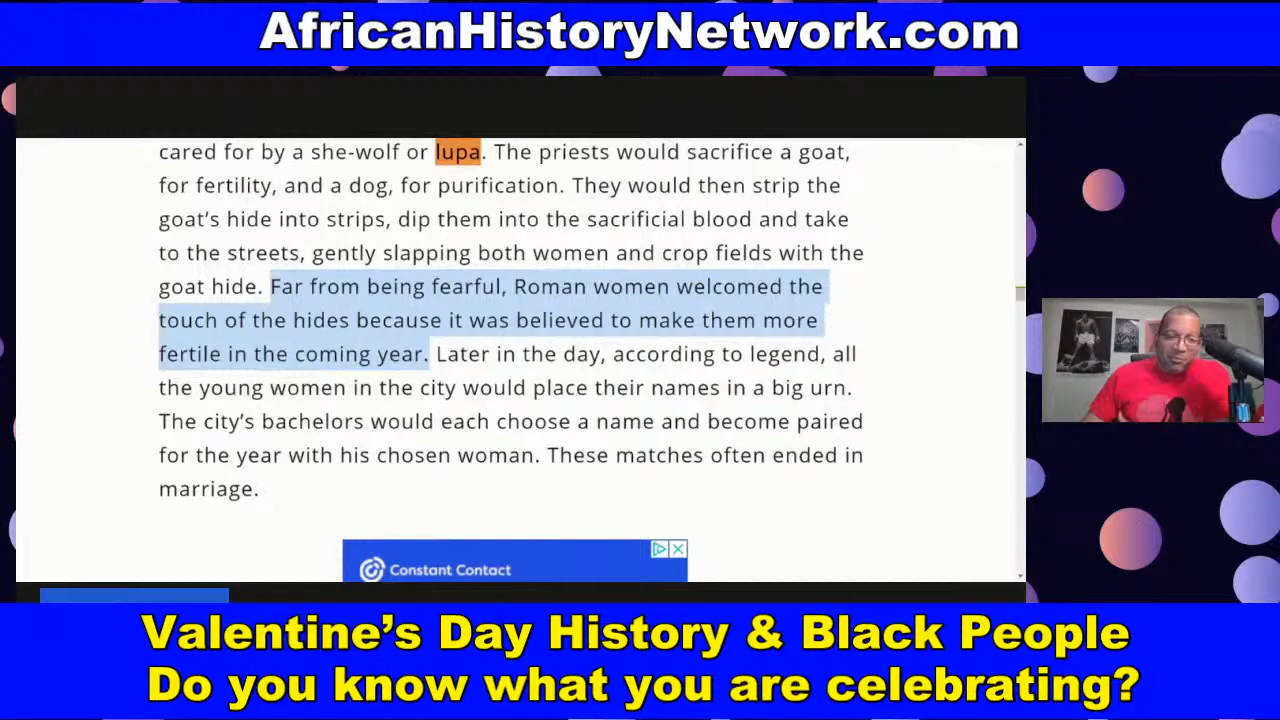 AfricanHistoryNetwork.com
cared for by a she-wolf or lupa. The priests would sacrifice a goat,
for fertility, and a dog, for purification. They would then strip the
goat’s hide into strips, dip them into the sacrificial blood and take
to the streets, gently slapping both women and crop fields with the
goat hide. Far from being fearful, Roman women welcomed the
touch of the hides because it was believed to make them more
fertile in the coming year. Later in the day, according to legend, all
the young women in the city would place their names in a big urn.
The city’s bachelors would each choose a name and become paired
for the year with his chosen woman. These matches often ended in
marriage.
Constant Contact
Valentine’s Day History & Black People
Do you know what you are celebrating?